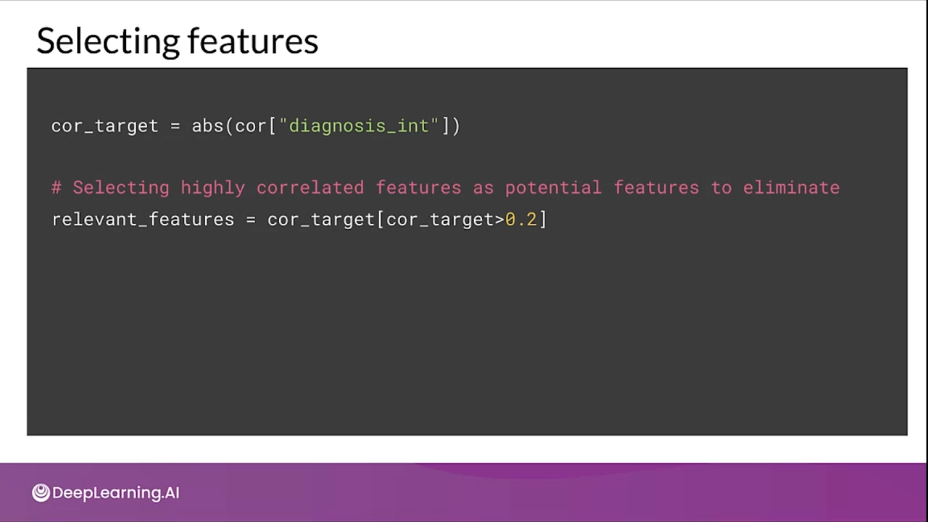 Selecting features
cor_target = abs(cor["diagnosis_int"])
# Selecting highly correlated features as potential features to eliminate
relevant_features = cor_target[cor_target>0.2]
DeepLearning.AI